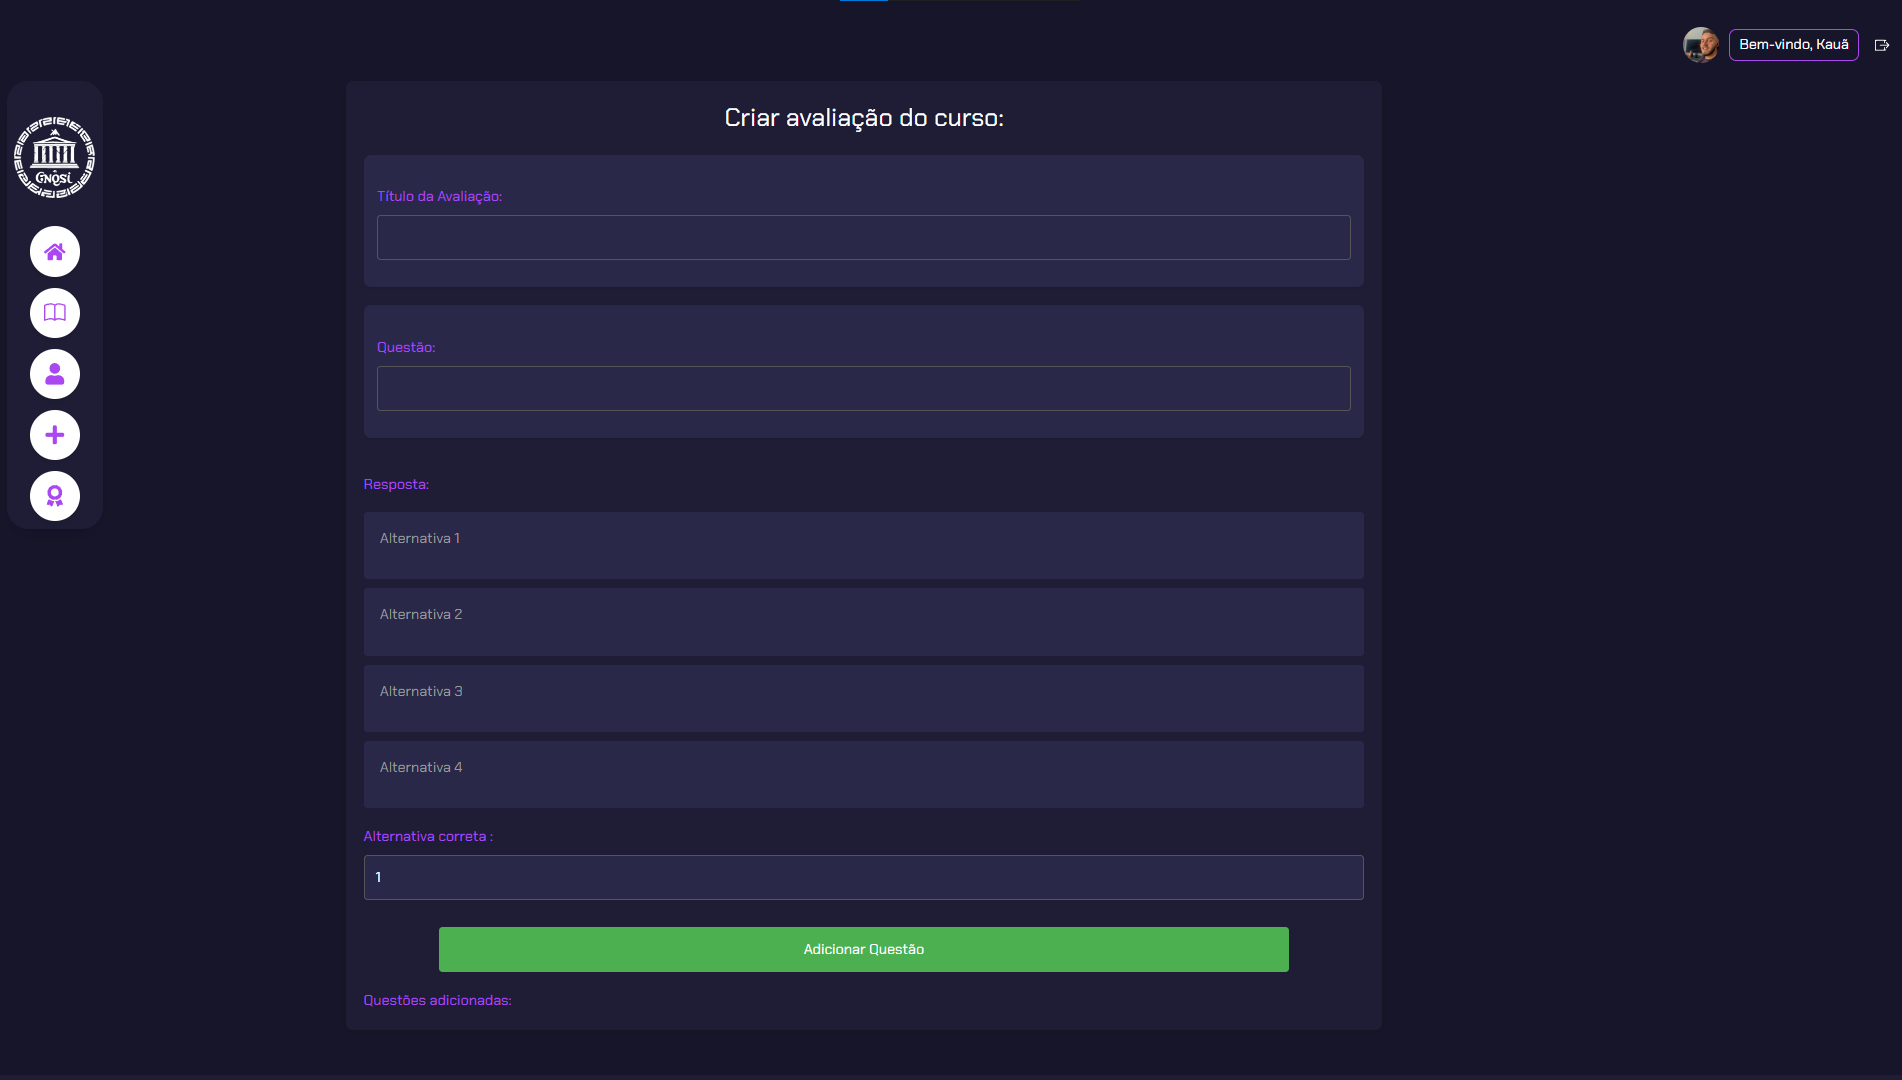 Bem-vindo, Kauã
Gnosi
Criar avaliação do curso:
Título da Avaliação:
Questão:
Resposta:
Alternativa 1
Alternativa 2
Alternativa 3
Alternativa 4
Alternativa correta :
1
Adicionar Questão
Questões adicionadas: